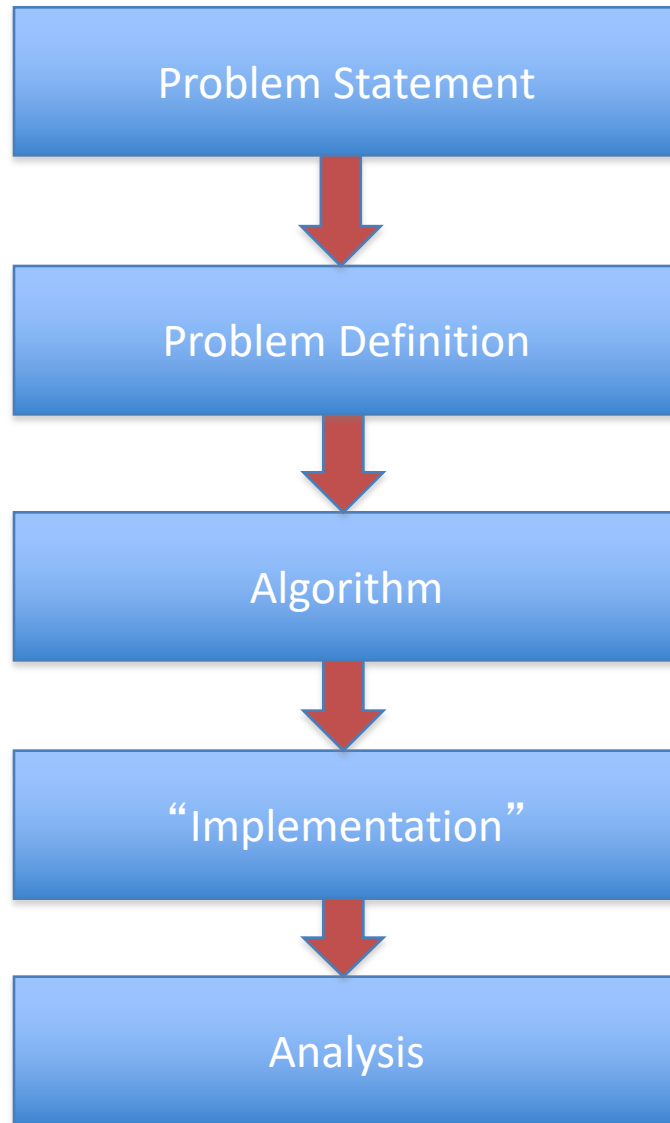 Problem Statement
Problem Definition
Algorithm
“Implementation”
Analysis